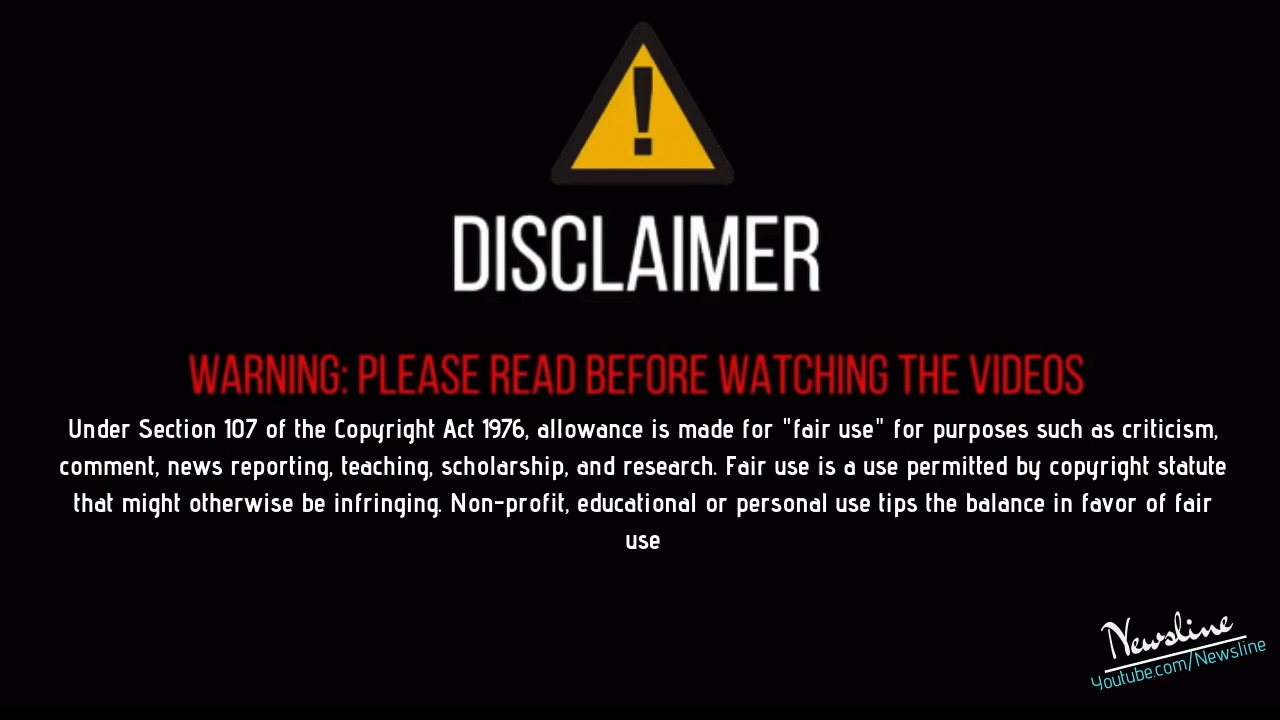 DISCLAIMER
WARNING: PLEASE READ BEFORE WATCHING THE VIDEOS
Under Section 107 of the Copyright Act 1976, allowance is made for "fair use" for purposes such as criticism,
comment, news reporting, teaching, scholarship, and research. Fair use is a use permitted by copyright statute
that might otherwise be infringing. Non-profit, educational or personal use tips the balance in favor of fair
use
Newsline
Youtube.com/Newsline